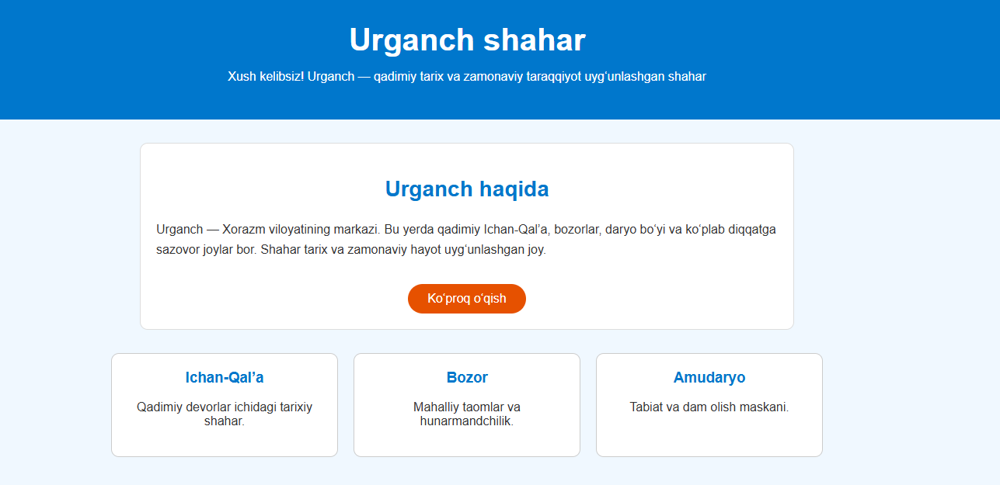 Urganch shahar
Xush kelibsiz! Urganch — qadimiy tarix va zamonaviy taraqqiyot uygʻunlashgan shahar
Urganch haqida
Urganch — Xorazm viloyatining markazi. Bu yerda qadimiy Ichan-Qal’a, bozorlar, daryo boʻyi va koʻplab diqqatga
sazovor joylar bor. Shahar tarix va zamonaviy hayot uygʻunlashgan joy.
Koʻproq oʻqish
Ichan-Qal’a
Qadimiy devorlar ichidagi tarixiy
shahar.
Bozor
Mahalliy taomlar va
hunarmandchilik.
Amudaryo
Tabiat va dam olish maskani.